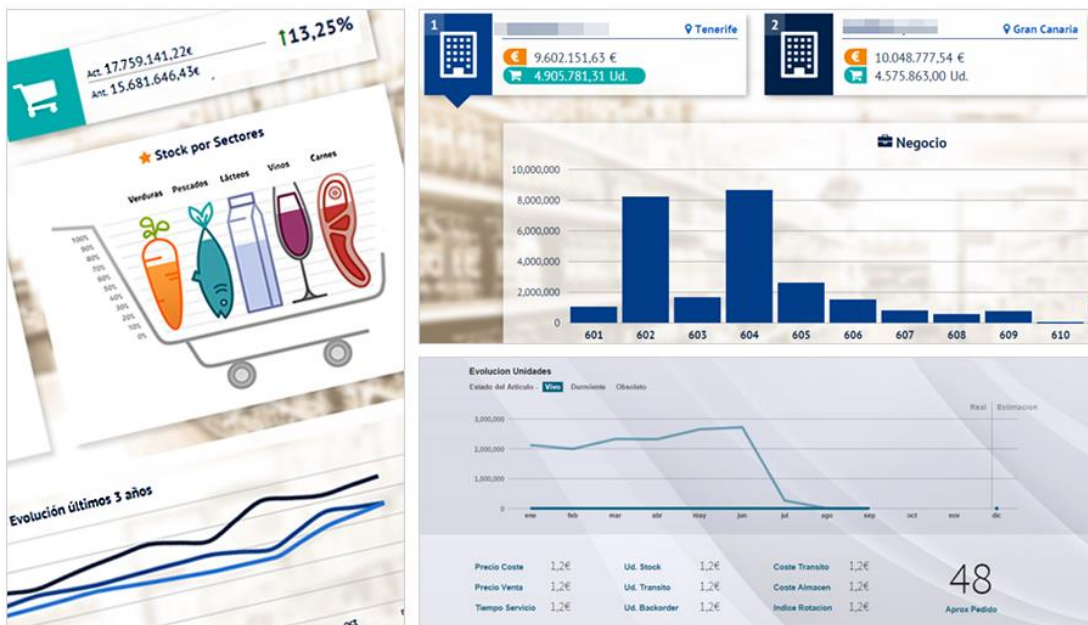 Act. 17.759.141,22€
Ant. 15.681.646,43€
↑13,25%
Stock por Sectores
Verduras Pescados Lácteos Vinos Carnes
100%
90%
80%
70%
60%
50%
40%
30%
20%
10%
0%
Evolución últimos 3 años
1
Tenerife
€ 9.602.151,63 €
4.905.781,31 Ud.
2
Gran Canaria
€ 10.048.777,54 €
4.575.863,00 Ud.
Negocio
10,000,000
8,000,000
6,000,000
4,000,000
2,000,000
0
601 602 603 604 605 606 607 608 609 610
Evolucion Unidades
Estado del Articulo - Vivo Durmiente Obsoleto
Real Estimacion
3,000,000
2,000,000
1,000,000
0
ene feb mar abr may jun jul ago sep oct nov dic
Precio Coste 1,2€ Ud. Stock 1,2€ Coste Transito 1,2€
Precio Venta 1,2€ Ud. Transito 1,2€ Coste Almacen 1,2€
Tiempo Servicio 1,2€ Ud. Backorder 1,2€ Indice Rotacion 1,2€
48
Aprox Pedido